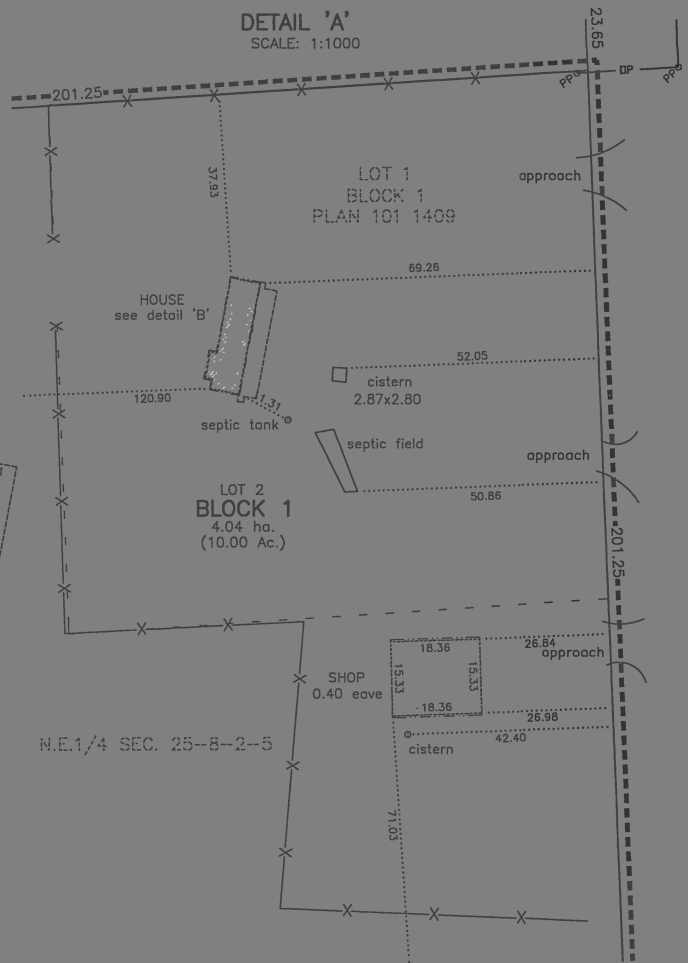 DETAIL 'A'
SCALE: 1:1000
23.65
201.25
PP
DP
PP
37.93
LOT 1
BLOCK 1
PLAN 101 1409
approach
69.26
HOUSE
see detail 'B'
52.05
cistern
2.87x2.80
120.90
1.31
septic tank
septic field
approach
50.86
LOT 2
BLOCK 1
4.04 ha.
(10.00 Ac.)
201.25
18.36
26.84
approach
15.33
15.33
SHOP
0.40 eave
18.36
26.98
42.40
cistern
N.E.1/4 SEC. 25--8--2--5
71.03